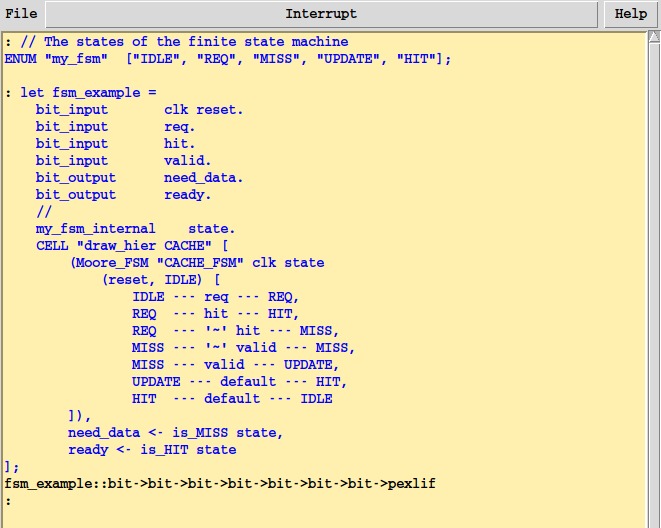 File Interrupt Help
: // The states of the finite state machine
ENUM "my_fsm"  ["IDLE", "REQ", "MISS", "UPDATE", "HIT"];

: let fsm_example =
    bit_input       clk reset.
    bit_input       req.
    bit_input       hit.
    bit_input       valid.
    bit_output      need_data.
    bit_output      ready.
    //
    my_fsm_internal    state.
    CELL "draw_hier CACHE" [
        (Moore_FSM "CACHE_FSM" clk state
            (reset, IDLE) [
                IDLE --- req --- REQ,
                REQ  --- hit --- HIT,
                REQ  --- '~' hit --- MISS,
                MISS --- '~' valid --- MISS,
                MISS --- valid --- UPDATE,
                UPDATE --- default --- HIT,
                HIT  --- default --- IDLE
        ]),
        need_data <- is_MISS state,
        ready <- is_HIT state
];
fsm_example::bit->bit->bit->bit->bit->bit->bit->pexlif
: